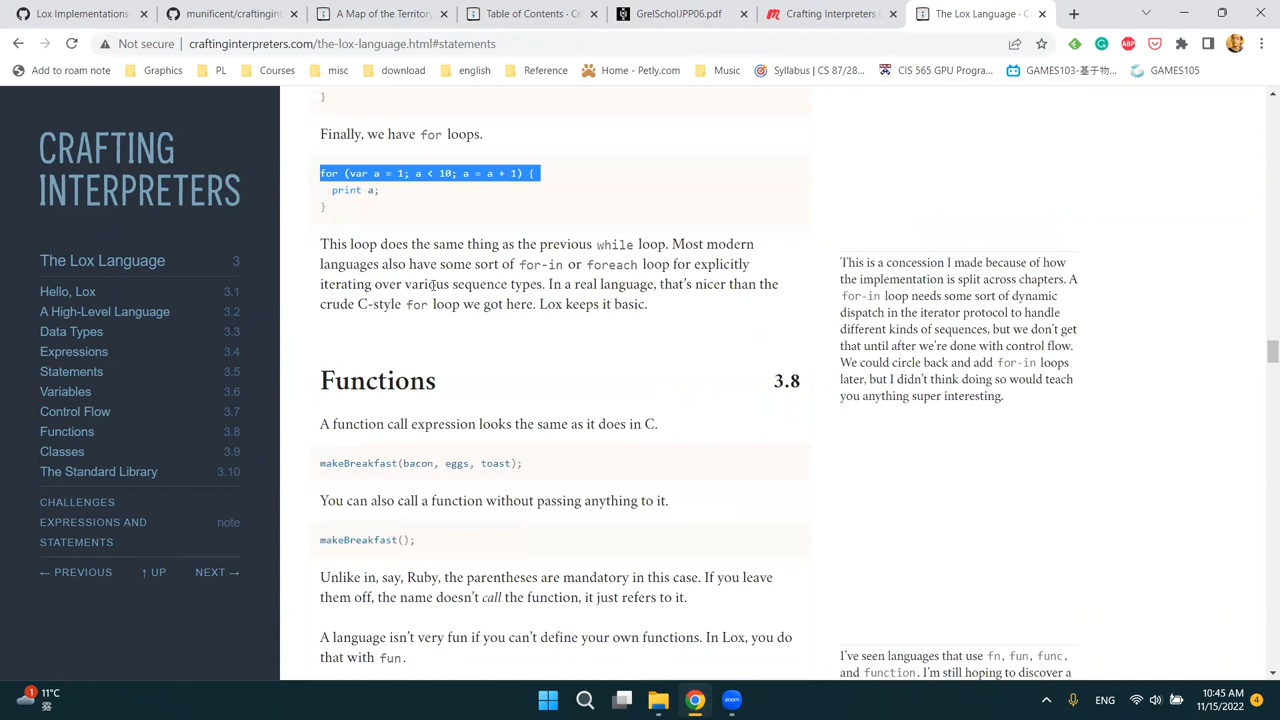 Lox Implementations
munificent/craftingint
A Map of the Territory
Table of Contents · Cr
GrelScholJPP06.pdf
Crafting Interpreters
The Lox Language · C
Not secure | craftinginterpreters.com/the-lox-language.html#statements
Add to roam note
Graphics
PL
Courses
misc
download
english
Reference
Home - Petly.com
Music
Syllabus | CS 87/28...
CIS 565 GPU Progra...
GAMES103-基于物...
GAMES105
CRAFTING
INTERPRETERS
The Lox Language 3
Hello, Lox 3.1
A High-Level Language 3.2
Data Types 3.3
Expressions 3.4
Statements 3.5
Variables 3.6
Control Flow 3.7
Functions 3.8
Classes 3.9
The Standard Library 3.10
CHALLENGES
EXPRESSIONS AND note
STATEMENTS
← PREVIOUS ↑ UP NEXT →
}
Finally, we have for loops.
for (var a = 1; a < 10; a = a + 1) {
print a;
}
This loop does the same thing as the previous while loop. Most modern
languages also have some sort of for-in or foreach loop for explicitly
iterating over various sequence types. In a real language, that's nicer than the
crude C-style for loop we got here. Lox keeps it basic.
This is a concession I made because of how
the implementation is split across chapters. A
for-in loop needs some sort of dynamic
dispatch in the iterator protocol to handle
different kinds of sequences, but we don't get
that until after we're done with control flow.
We could circle back and add for-in loops
later, but I didn't think doing so would teach
you anything super interesting.
Functions 3.8
A function call expression looks the same as it does in C.
makeBreakfast(bacon, eggs, toast);
You can also call a function without passing anything to it.
makeBreakfast();
Unlike in, say, Ruby, the parentheses are mandatory in this case. If you leave
them off, the name doesn't call the function, it just refers to it.
A language isn't very fun if you can't define your own functions. In Lox, you do
that with fun.
I've seen languages that use fn, fun, func,
and function. I'm still hoping to discover a
1
11°C
雾
zoom
ENG
10:45 AM
11/15/2022
4